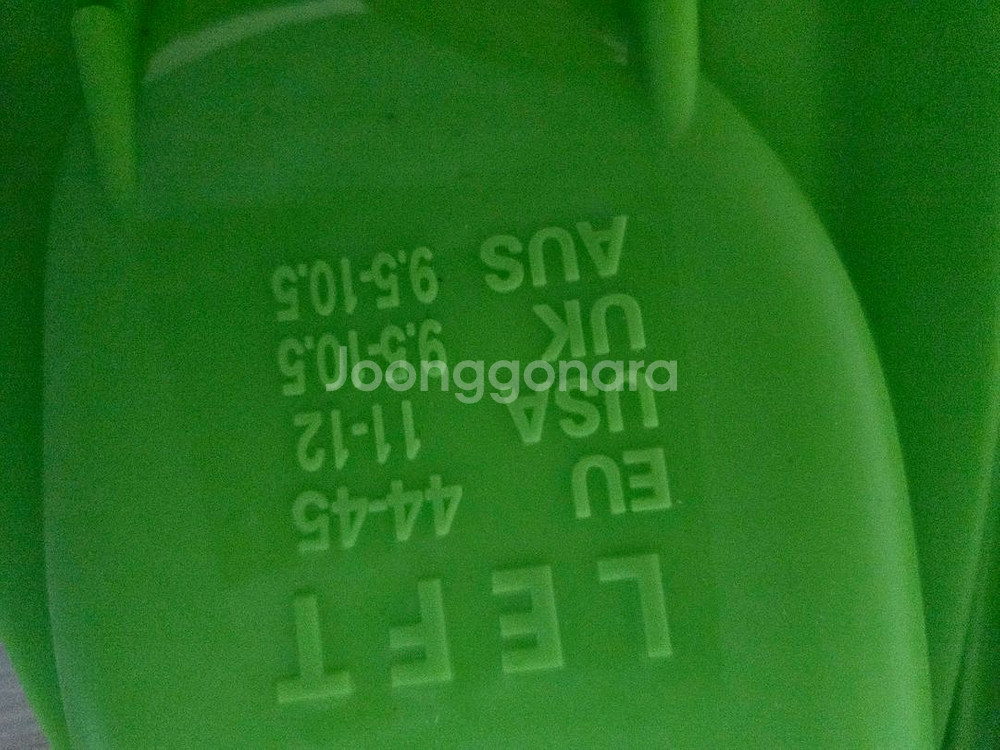 LEFT
EU 44-45
USA 11-12
UK 9.5-10.5
AUS 9.5-10.5
Joonggonara